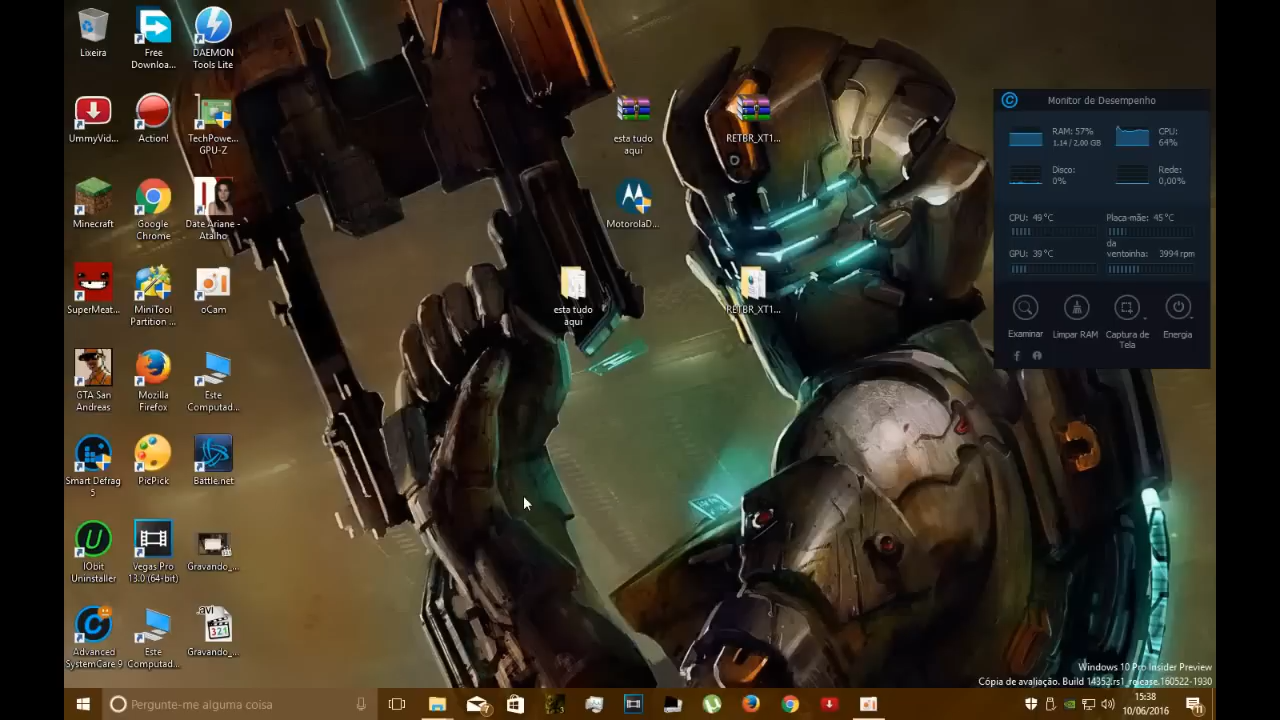 Lixeira
Free
Downloa...
DAEMON
Tools Lite
UmmyVid...
Action!
TechPowe...
GPU-Z
Minecraft
Google
Chrome
Date Ariane -
Atalho
SuperMeat...
MiniTool
Partition ...
oCam
GTA San
Andreas
Mozilla
Firefox
Este
Computad...
Smart Defrag
5
PicPick
Battle.net
IObit
Uninstaller
Vegas Pro
13.0 (64-bit)
Gravando_...
Advanced
SystemCare 9
Este
Computad...
avi
321
Gravando_...
esta tudo
aqui
RETBR_XT1...
MotorolaD...
esta tudo
aqui
RETBR_XT1...
Monitor de Desempenho
RAM: 57%
1.14 / 2,00 GB
CPU:
64%
Disco:
0%
Rede:
0,00%
CPU: 49°C
Placa-mãe: 45°C
GPU: 39°C
da
ventoinha: 3994 rpm
Examinar
Limpar RAM
Captura de
Tela
Energia
Windows 10 Pro Insider Preview
Cópia de avaliação. Build 14352.rs1_release.160522-1930
Pergunte-me alguma coisa
15:38
10/06/2016